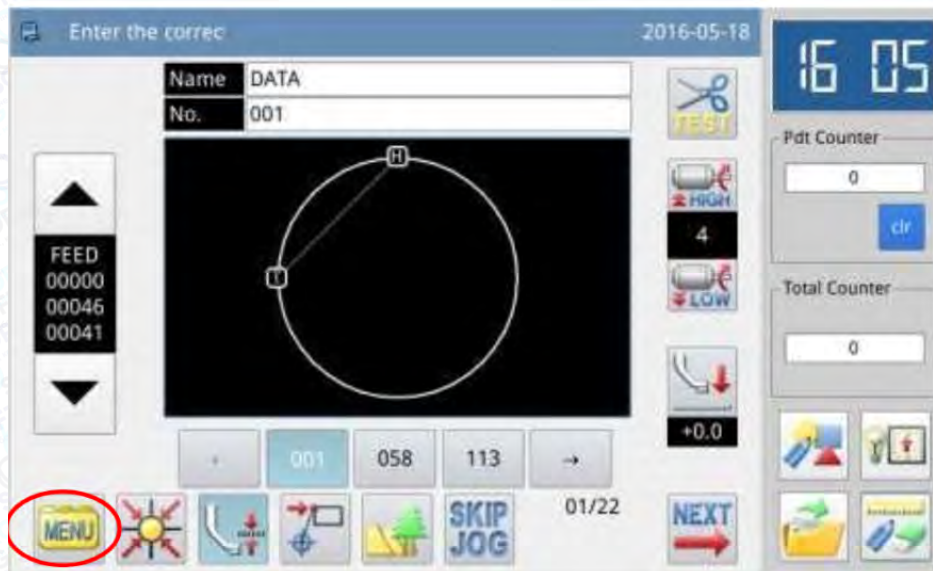 Enter the correc
2016-05-18
16 05
Name DATA
No. 001
TEST
HIGH
4
LOW
+0.0
FEED
00000
00046
00041
H
T
001 058 113 →
01/22
MENU
SKIP
JOG
NEXT
Pdt Counter
0
clr
Total Counter
0